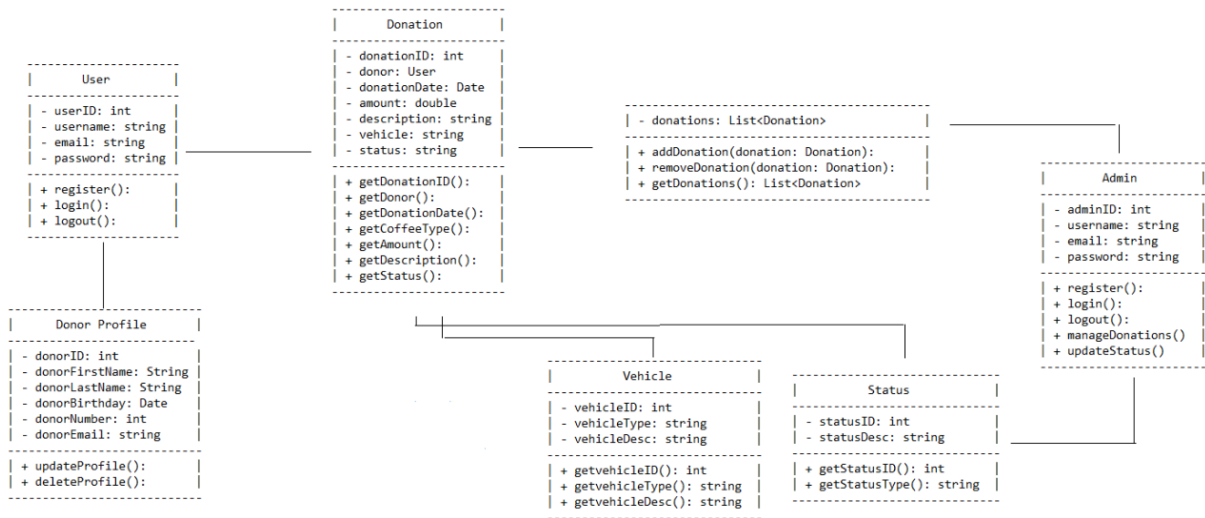 Donation
- donationID: int
- donor: User
- donationDate: Date
- amount: double
- description: string
- vehicle: string
- status: string
+ getDonationID():
+ getDonor():
+ getDonationDate():
+ getCoffeeType():
+ getAmount():
+ getDescription():
+ getStatus():
User
- userID: int
- username: string
- email: string
- password: string
+ register():
+ login():
+ logout():
- donations: List<Donation>
+ addDonation(donation: Donation):
+ removeDonation(donation: Donation):
+ getDonations(): List<Donation>
Admin
- adminID: int
- username: string
- email: string
- password: string
+ register():
+ login():
+ logout():
+ manageDonations()
+ updateStatus()
Donor Profile
- donorID: int
- donorFirstName: String
- donorLastName: String
- donorBirthday: Date
- donorNumber: int
- donorEmail: string
+ updateProfile():
+ deleteProfile():
Vehicle
- vehicleID: int
- vehicleType: string
- vehicleDesc: string
+ getvehicleID(): int
+ getvehicleType(): string
+ getvehicleDesc(): string
Status
- statusID: int
- statusDesc: string
+ getStatusID(): int
+ getStatusType(): string